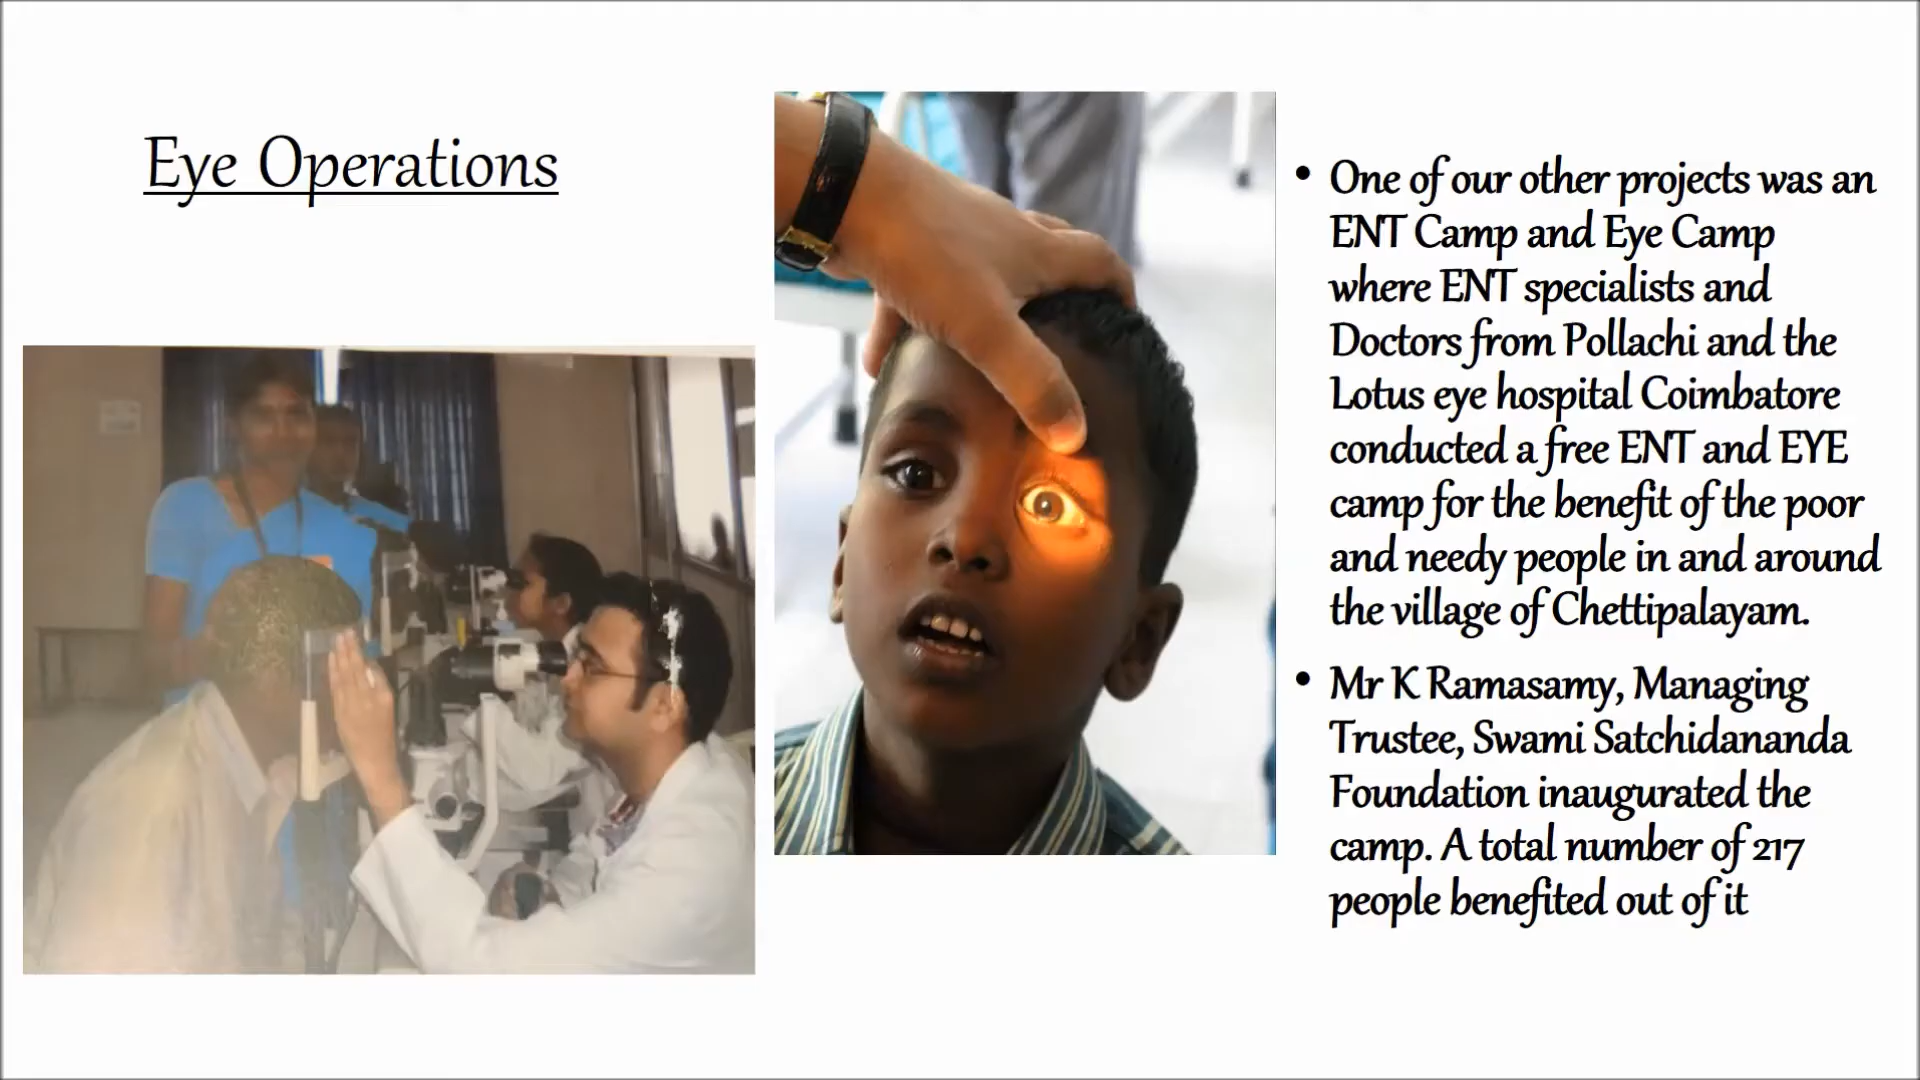 Eye Operations
• One of our other projects was an
ENT Camp and Eye Camp
where ENT specialists and
Doctors from Pollachi and the
Lotus eye hospital Coimbatore
conducted a free ENT and EYE
camp for the benefit of the poor
and needy people in and around
the village of Chettipalayam.
• Mr K Ramasamy, Managing
Trustee, Swami Satchidananda
Foundation inaugurated the
camp. A total number of 217
people benefited out of it